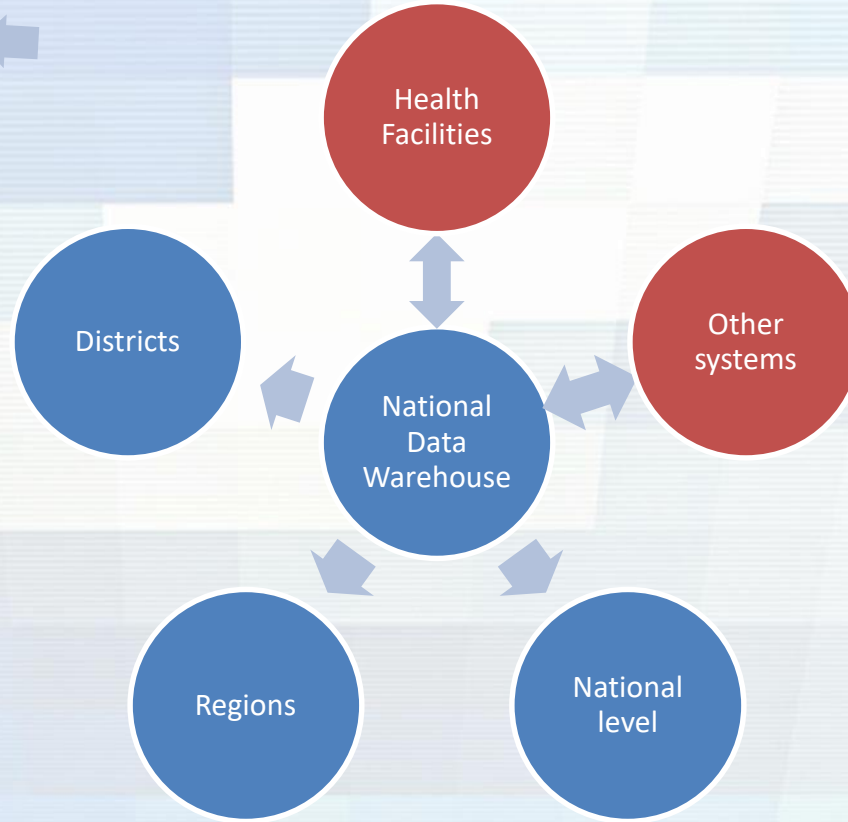 Health
Facilities
Districts
Other
systems
National
Data
Warehouse
Regions
National
level